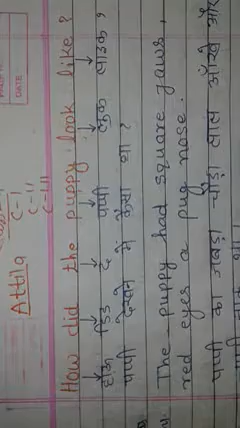 DATE
C-I
C-II
C-III
Attila
How did the puppy look like?
हाऊ डिड द पप्पी लुक लाइक?
पप्पी देखने में कैसा था?
The puppy had square jaws,
red eyes a pug nose.
पप्पी का जबड़ा चौड़ा लाल आँखें और